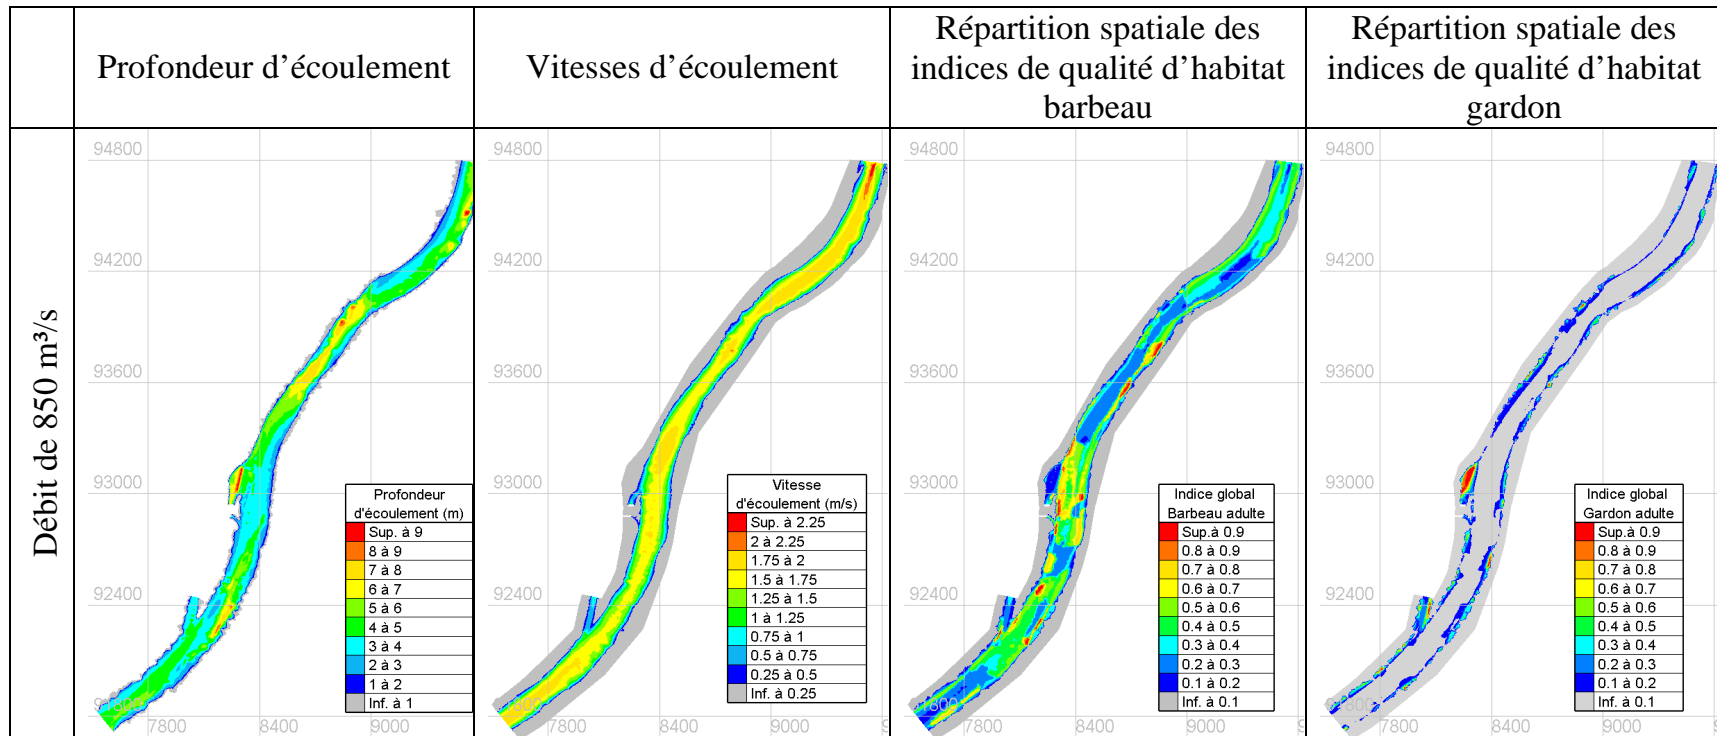 Profondeur d'écoulement
Vitesses d'écoulement
Répartition spatiale des
indices de qualité d'habitat
barbeau
Répartition spatiale des
indices de qualité d'habitat
gardon
Débit de 850 m³/s
94800
94200
93600
93000
92400
91800
7800
8400
9000
Profondeur
d'écoulement (m)
Sup. à 9
8 à 9
7 à 8
6 à 7
5 à 6
4 à 5
3 à 4
2 à 3
1 à 2
Inf. à 1
94800
94200
93600
93000
92400
91800
7800
8400
9000
9
Vitesse
d'écoulement (m/s)
Sup. à 2.25
2 à 2.25
1.75 à 2
1.5 à 1.75
1.25 à 1.5
1 à 1.25
0.75 à 1
0.5 à 0.75
0.25 à 0.5
Inf. à 0.25
94800
94200
93600
93000
92400
91800
7800
8400
9000
9
Indice global
Barbeau adulte
Sup.à 0.9
0.8 à 0.9
0.7 à 0.8
0.6 à 0.7
0.5 à 0.6
0.4 à 0.5
0.3 à 0.4
0.2 à 0.3
0.1 à 0.2
Inf. à 0.1
94800
94200
93600
93000
92400
91800
7800
8400
9000
9
Indice global
Gardon adulte
Sup.à 0.9
0.8 à 0.9
0.7 à 0.8
0.6 à 0.7
0.5 à 0.6
0.4 à 0.5
0.3 à 0.4
0.2 à 0.3
0.1 à 0.2
Inf. à 0.1